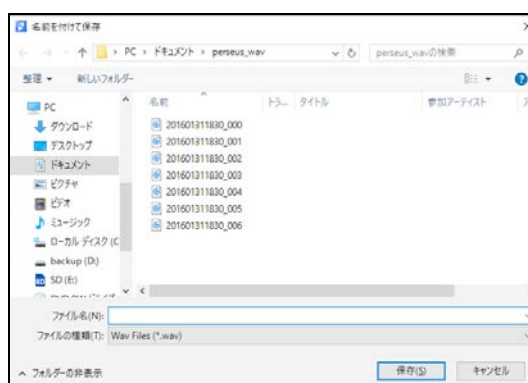 名前を付けて保存
PC › ドキュメント › perseus_wav
perseus_wavの検索
整理 新しいフォルダー
PC
ダウンロード
デスクトップ
ドキュメント
ピクチャ
ビデオ
ミュージック
ローカル ディスク (C
backup (D:)
SD (E:)
名前 トラ... タイトル 参加アーティスト
201601311830_000
201601311830_001
201601311830_002
201601311830_003
201601311830_004
201601311830_005
201601311830_006
ファイル名(N):
ファイルの種類(T): Wav Files (*.wav)
フォルダーの非表示
保存(S) キャンセル